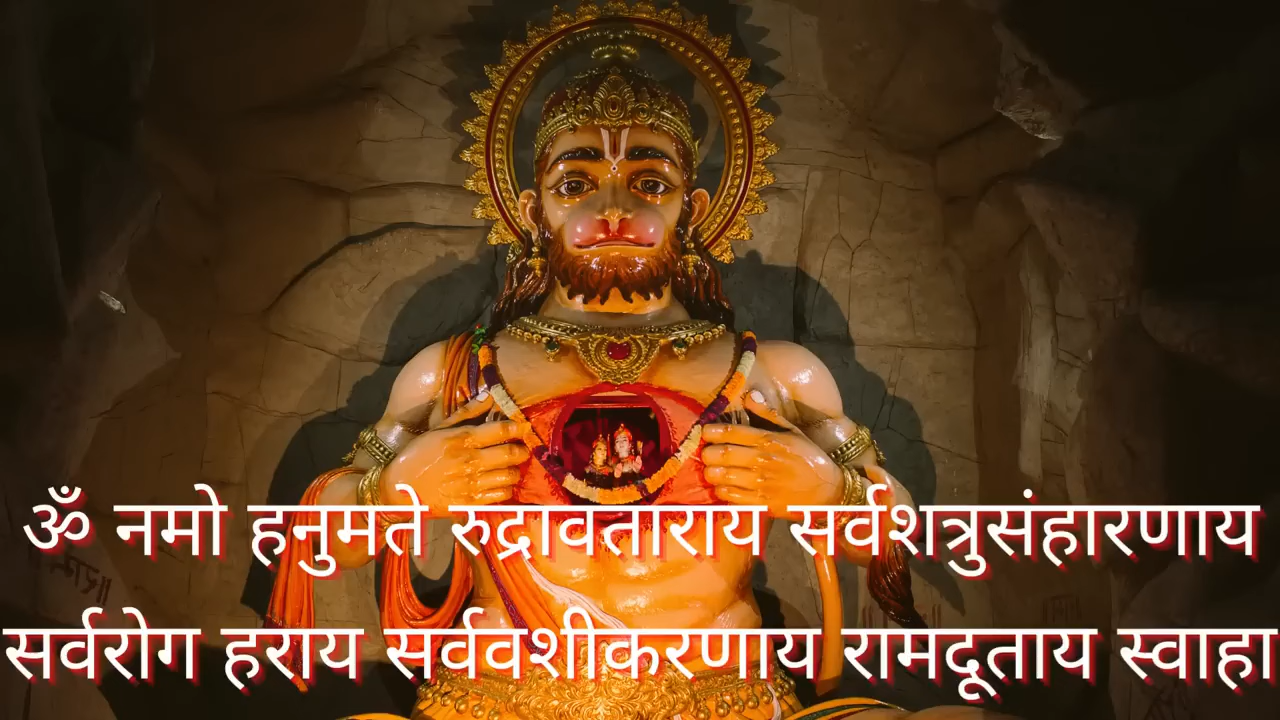 ॐ नमो हनुमते रुद्रावताराय सर्वशत्रुसंहारणाय
सर्वरोग हराय सर्ववशीकरणाय रामदूताय स्वाहा